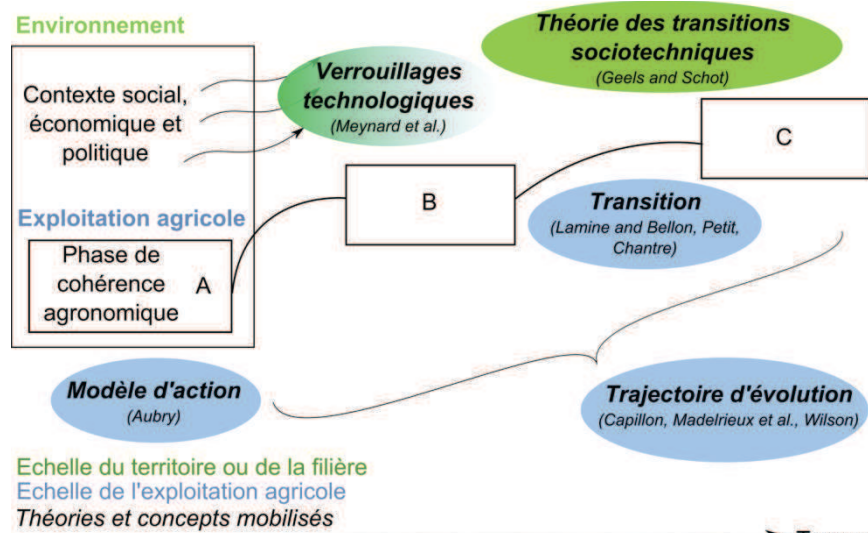 Environnement
Contexte social,
économique et
politique
Exploitation agricole
Phase de
cohérence
agronomique
A
Verrouillages
technologiques
(Meynard et al.)
Théorie des transitions
sociotechniques
(Geels and Schot)
B
C
Transition
(Lamine and Bellon, Petit,
Chantre)
Modèle d'action
(Aubry)
Trajectoire d'évolution
(Capillon, Madelrieux et al., Wilson)
Echelle du territoire ou de la filière
Echelle de l'exploitation agricole
Théories et concepts mobilisés